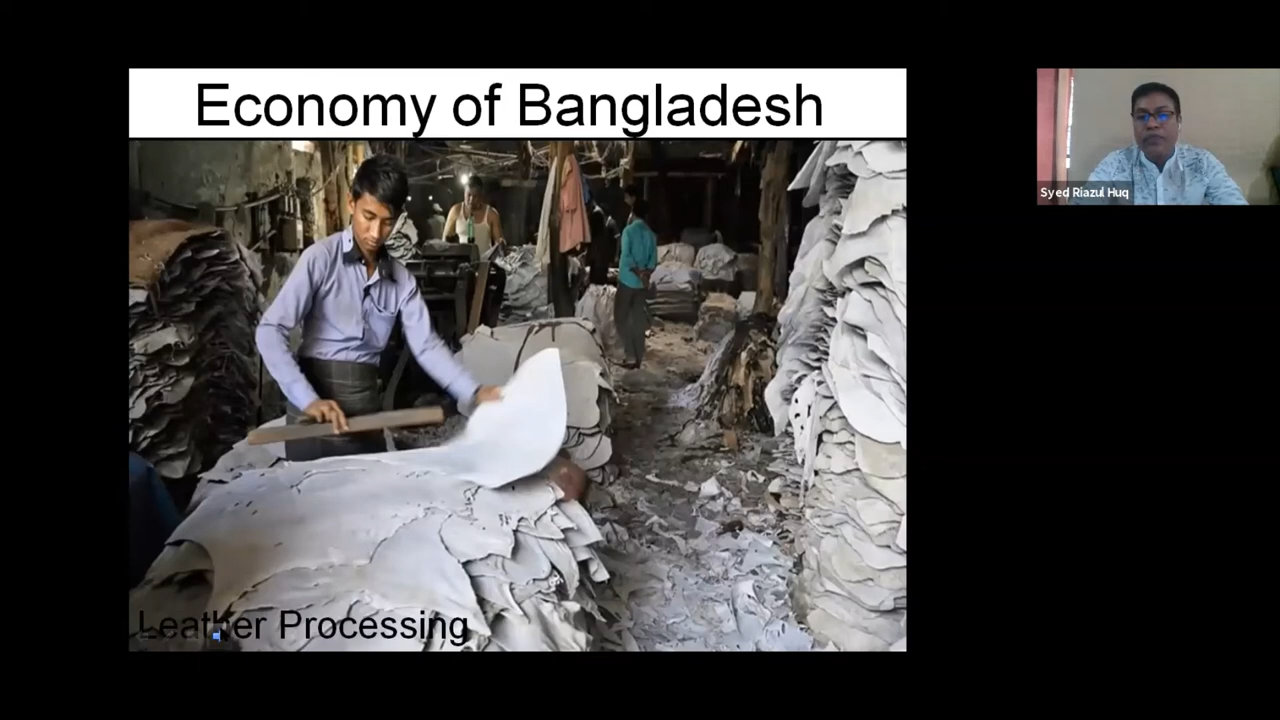 Economy of Bangladesh
Syed Riazul Huq
Leather Processing